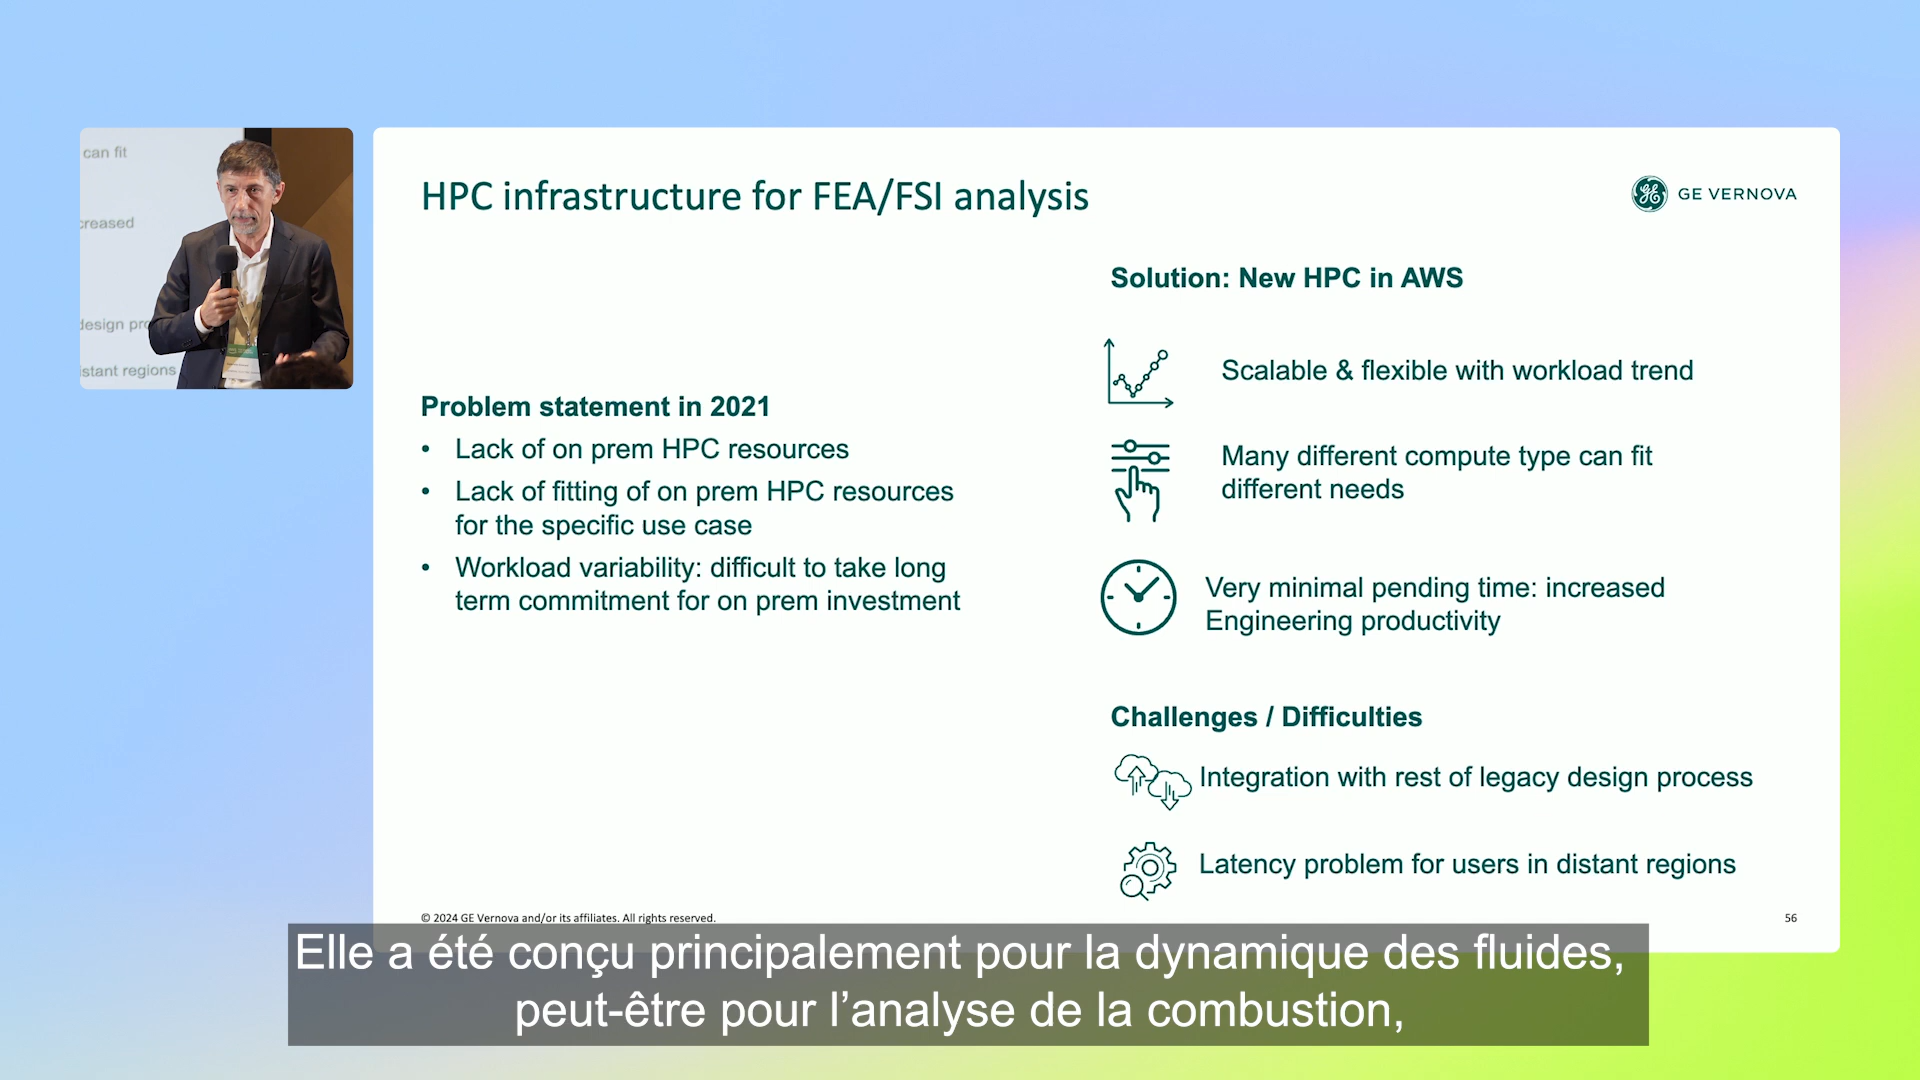 can fit
creased
design pro
istant regions
HPC infrastructure for FEA/FSI analysis
GE VERNOVA
Problem statement in 2021
• Lack of on prem HPC resources
• Lack of fitting of on prem HPC resources
for the specific use case
• Workload variability: difficult to take long
term commitment for on prem investment
Solution: New HPC in AWS
Scalable & flexible with workload trend
Many different compute type can fit
different needs
Very minimal pending time: increased
Engineering productivity
Challenges / Difficulties
Integration with rest of legacy design process
Latency problem for users in distant regions
© 2024 GE Vernova and/or its affiliates. All rights reserved.
56
Elle a été conçu principalement pour la dynamique des fluides,
peut-être pour l’analyse de la combustion,